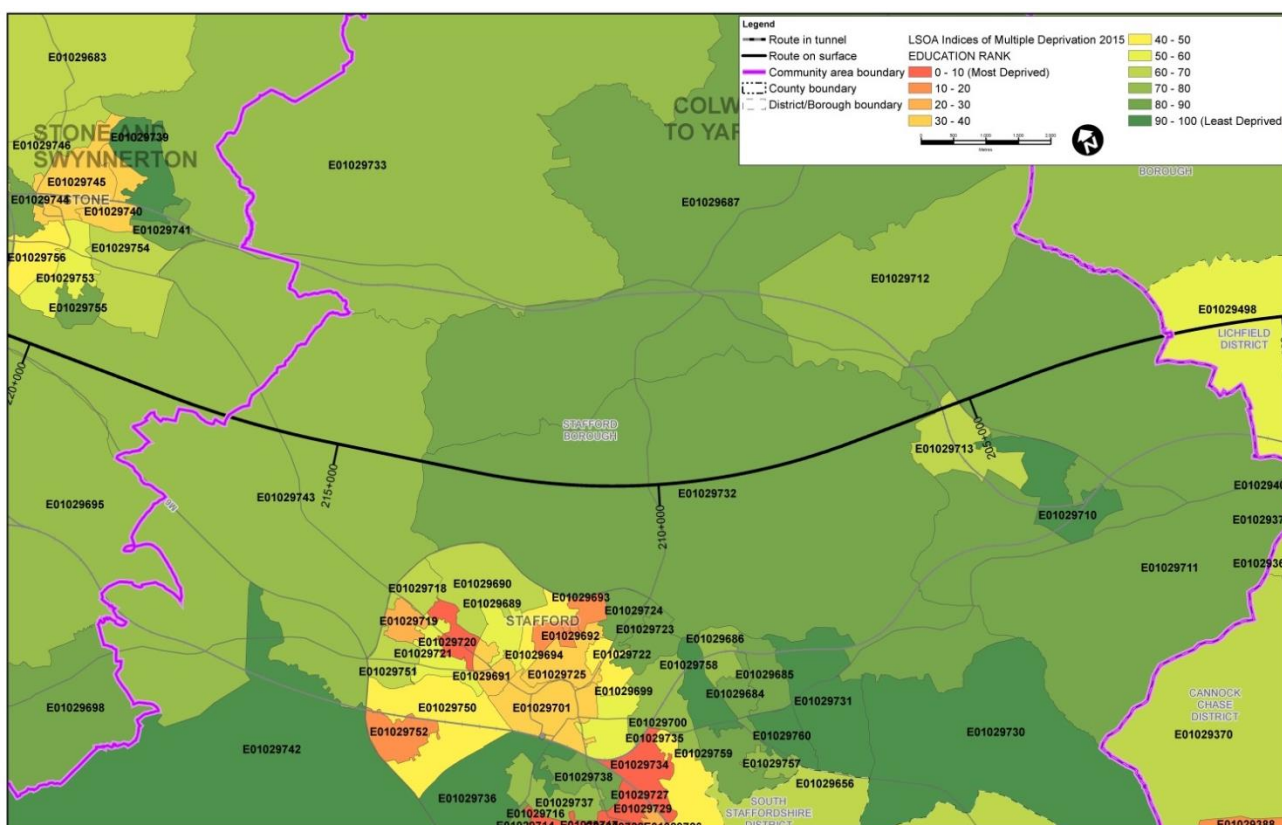 Legend
Route in tunnel
Route on surface
Community area boundary
County boundary
District/Borough boundary
LSOA Indices of Multiple Deprivation 2015
EDUCATION RANK
0 - 10 (Most Deprived)
10 - 20
20 - 30
30 - 40
40 - 50
50 - 60
60 - 70
70 - 80
80 - 90
90 - 100 (Least Deprived)
Metres
N
E01029683
STONE AND
SWYNNERTON
E01029739
E01029746
E01029745
E01029744
STONE
E01029740
E01029741
E01029754
E01029756
E01029753
E01029755
E01029733
COLW
TO YAR
E01029687
BOROUGH
E01029712
E01029498
LICHFIELD
DISTRICT
220+000
STAFFORD
BOROUGH
E01029713
205+000
E01029695
M6
E01029743
215+000
210+000
E01029732
E01029710
E0102940
E0102937
E0102936
E01029711
E01029718
E01029690
E01029689
E01029693
E01029724
E01029719
STAFFORD
E01029692
E01029723
E01029720
E01029721
E01029694
E01029722
E01029686
E01029758
E01029751
E01029691
E01029725
E01029685
E01029699
E01029684
E01029698
E01029750
E01029701
E01029731
CANNOCK
CHASE
DISTRICT
E01029370
E01029752
E01029700
E01029735
E01029760
E01029730
E01029742
E01029734
E01029759
E01029757
E01029738
E01029656
E01029736
E01029737
E01029727
E01029716
E01029729
SOUTH
STAFFORDSHIRE
DISTRICT
E01029714
E01029388